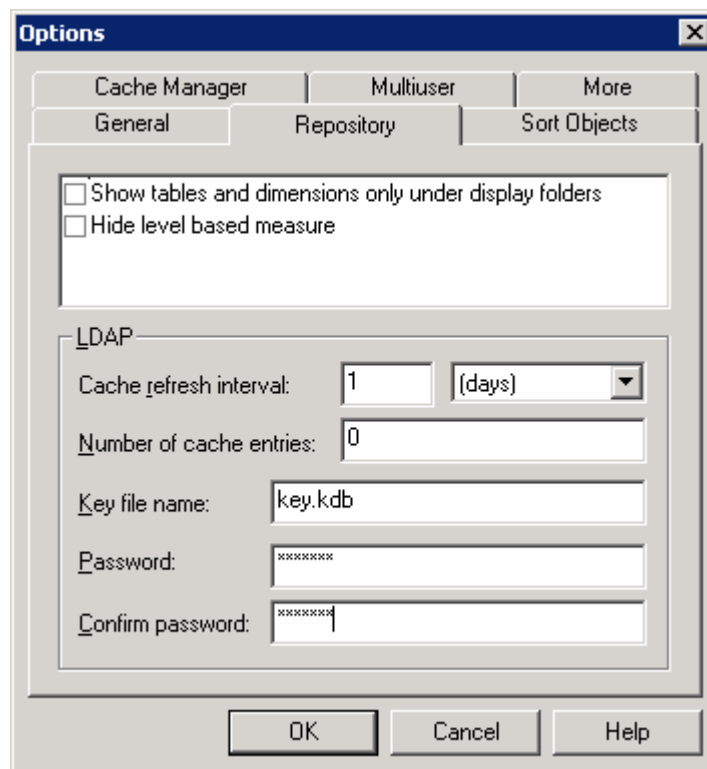 Options
Cache Manager Multiuser More
General Repository Sort Objects
Show tables and dimensions only under display folders
Hide level based measure
LDAP
Cache refresh interval: 1 (days)
Number of cache entries: 0
Key file name: key.kdb
Password: *******
Confirm password: *******
OK Cancel Help